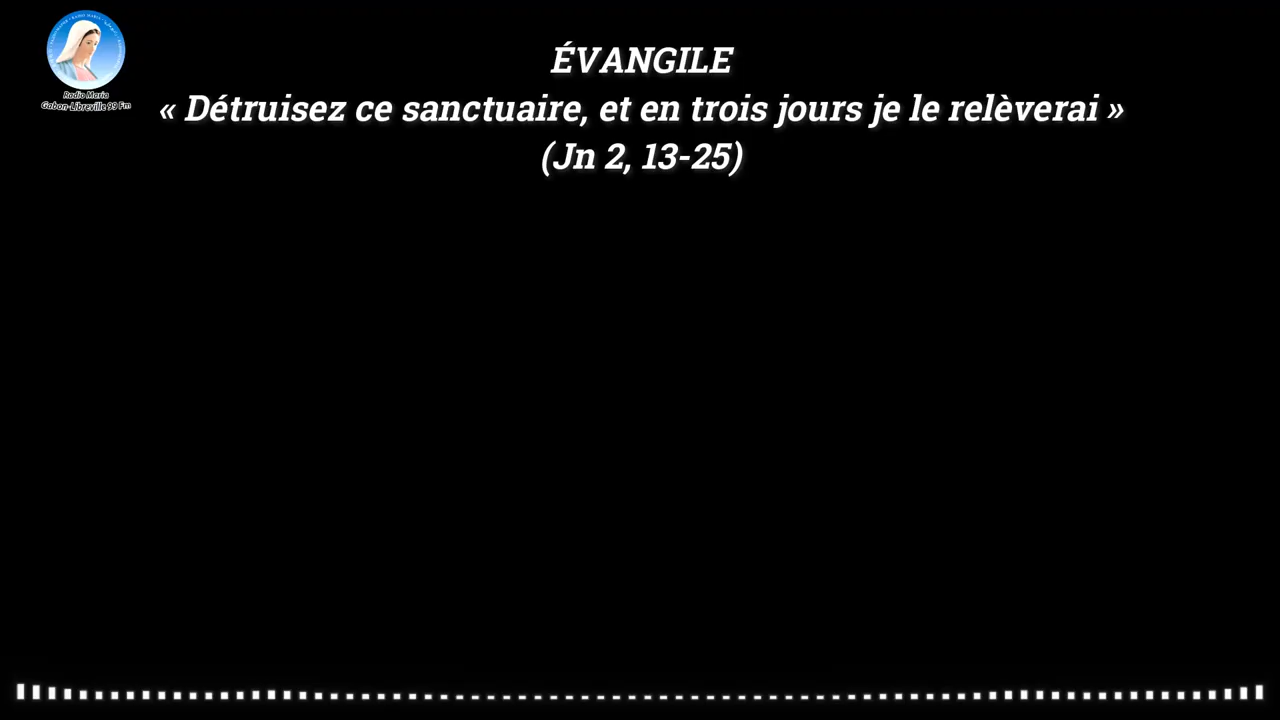 Radio Maria
Gabon-Libreville 99 Fm
ÉVANGILE
« Détruisez ce sanctuaire, et en trois jours je le relèverai »
(Jn 2, 13-25)